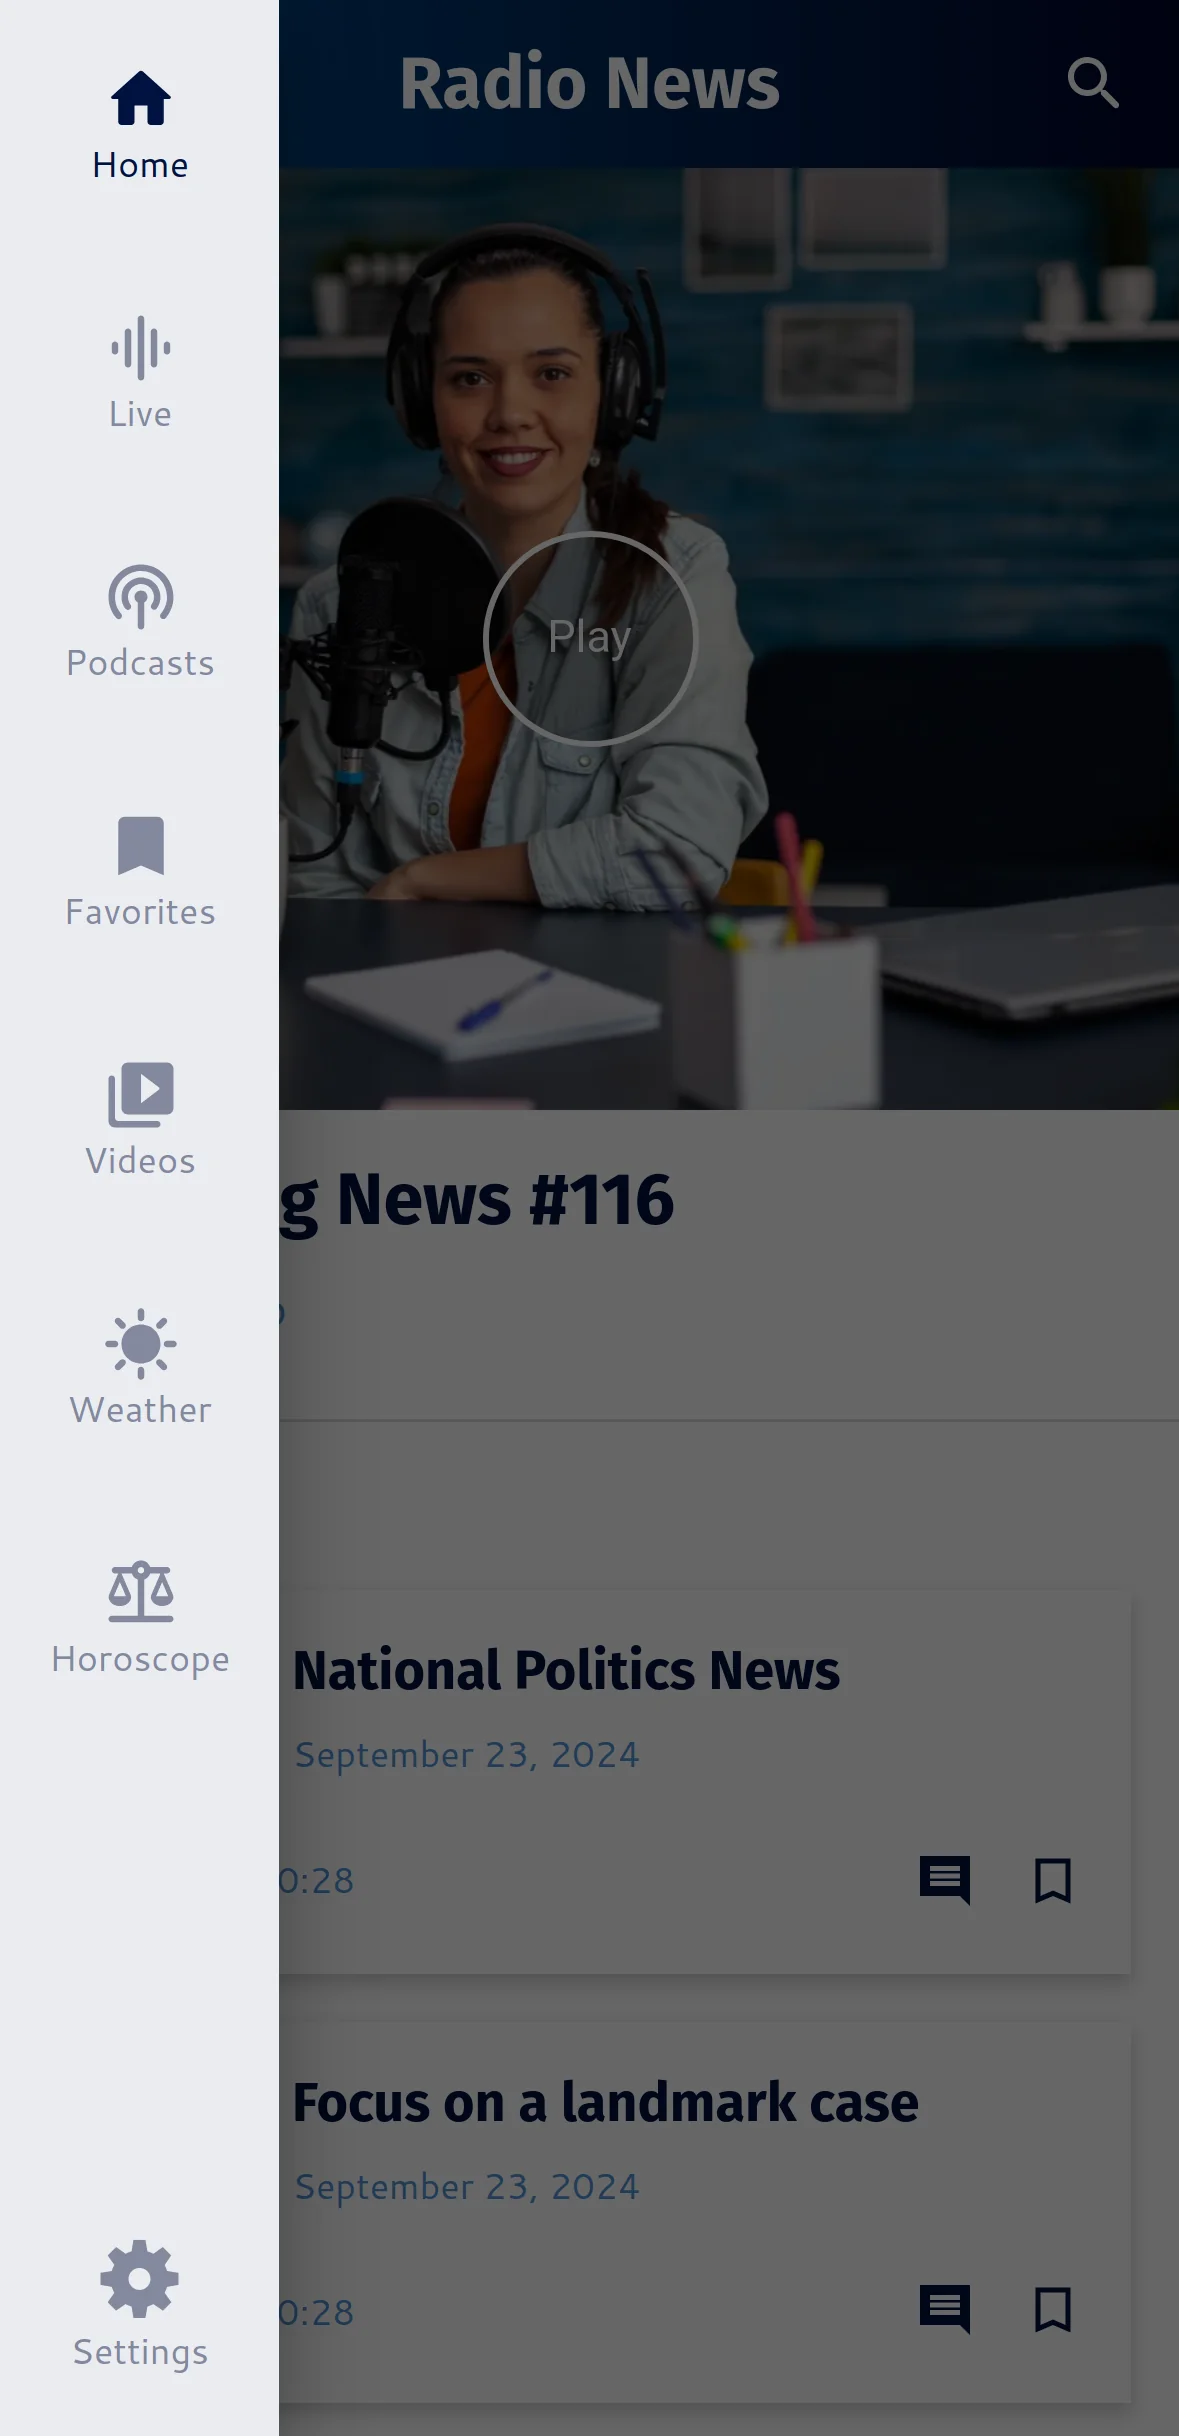 Home
Live
Podcasts
Favorites
Videos
Weather
Horoscope
Settings
Radio News
Play
g News #116
National Politics News
September 23, 2024
0:28
Focus on a landmark case
September 23, 2024
0:28